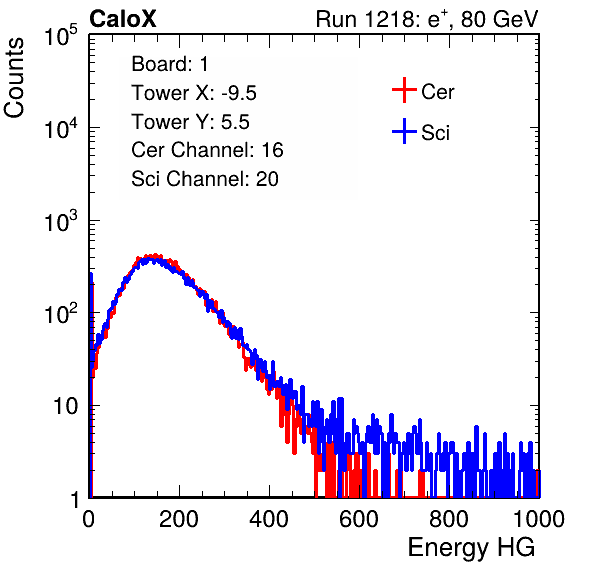 CaloX Run 1218: e⁺, 80 GeV
Counts
Board: 1
Tower X: -9.5
Tower Y: 5.5
Cer Channel: 16
Sci Channel: 20
Cer
Sci
10⁵
10⁴
10³
10²
10
1
0 200 400 600 800 1000
Energy HG